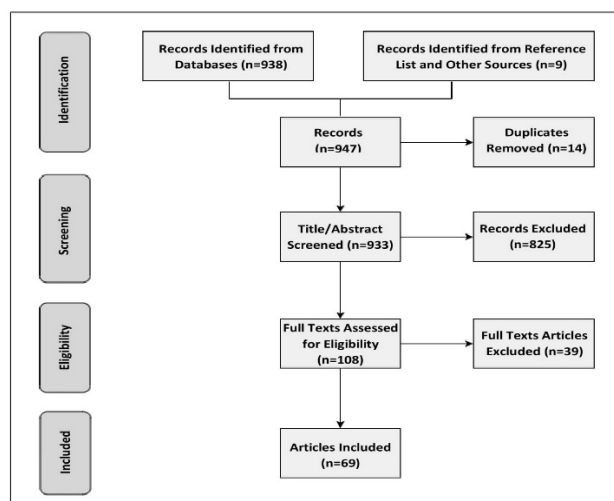 Identification
Records Identified from
Databases (n=938)
Records Identified from Reference
List and Other Sources (n=9)
Records
(n=947)
Duplicates
Removed (n=14)
Screening
Title/Abstract
Screened (n=933)
Records Excluded
(n=825)
Eligibility
Full Texts Assessed
for Eligibility
(n=108)
Full Texts Articles
Excluded (n=39)
Included
Articles Included
(n=69)